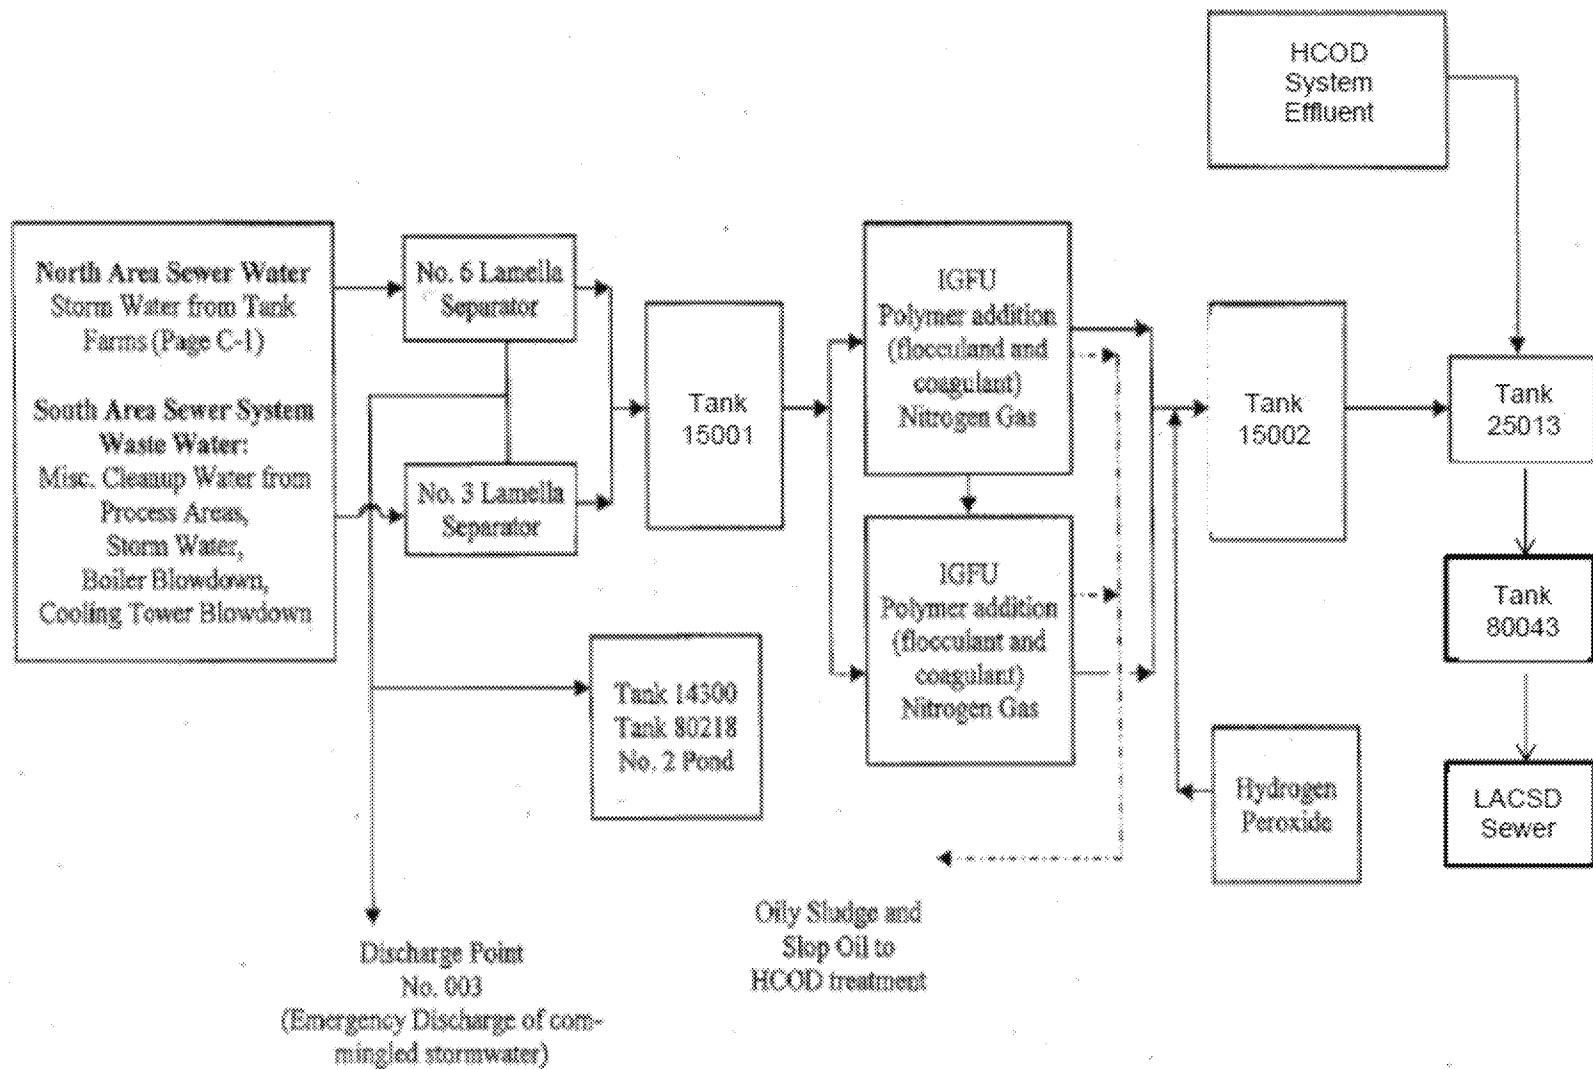 HCOD
System
Effluent
North Area Sewer Water
Storm Water from Tank
Farms (Page C-1)
South Area Sewer System
Waste Water:
Misc. Cleanup Water from
Process Areas,
Storm Water,
Boiler Blowdown,
Cooling Tower Blowdown
No. 6 Lamella
Separator
No. 3 Lamella
Separator
Tank
15001
IGFU
Polymer addition
(flocculand and
coagulant)
Nitrogen Gas
IGFU
Polymer addition
(flocculant and
coagulant)
Nitrogen Gas
Tank
15002
Tank
25013
Tank
80043
LACSD
Sewer
Tank 14300
Tank 80218
No. 2 Pond
Hydrogen
Peroxide
Oily Sludge and
Slop Oil to
HCOD treatment
Discharge Point
No. 003
(Emergency Discharge of com-
mingled stormwater)